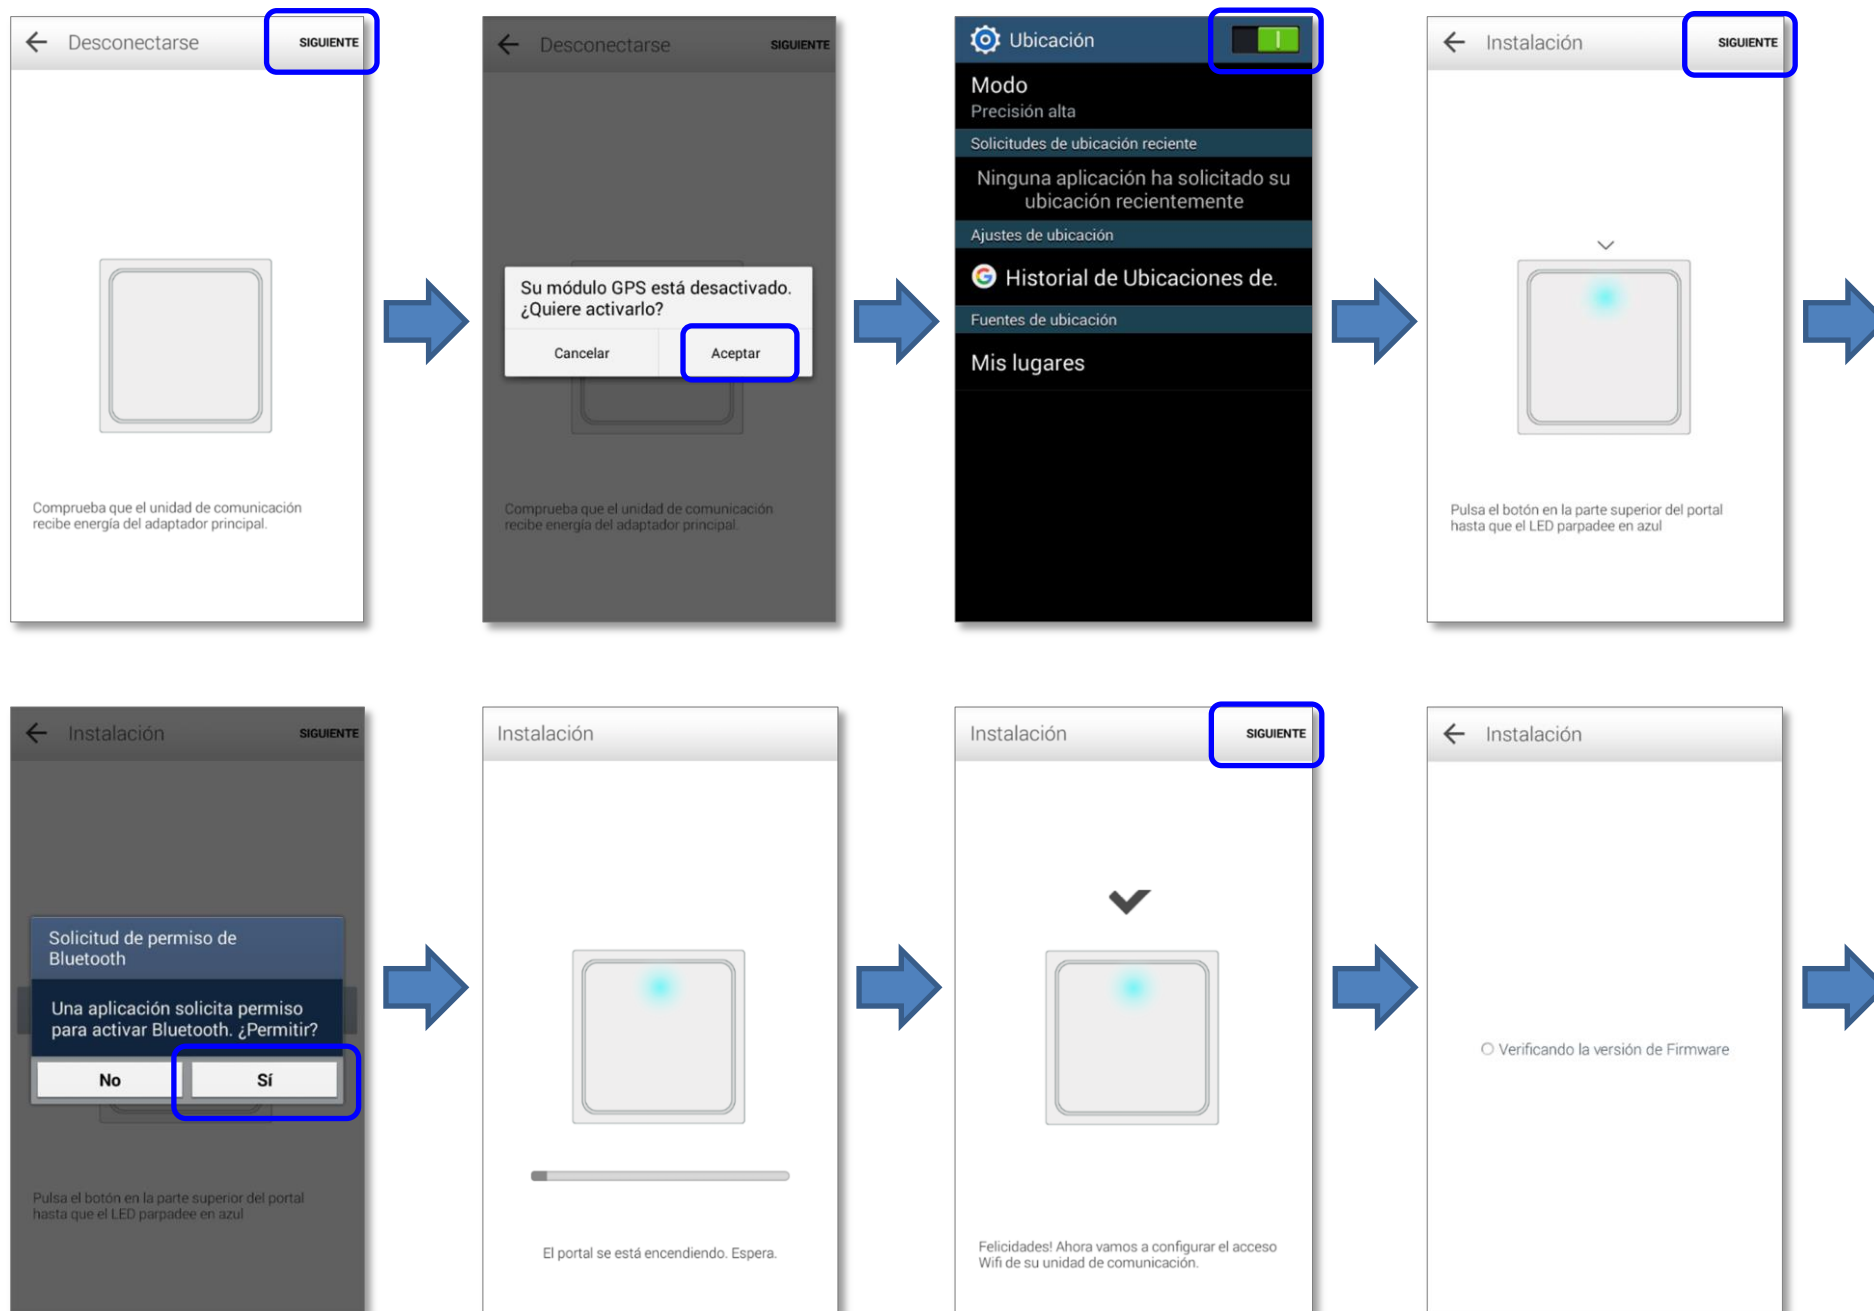 Desconectarse
SIGUIENTE
Comprueba que el unidad de comunicación
recibe energía del adaptador principal.
Desconectarse
SIGUIENTE
Su módulo GPS está desactivado.
¿Quiere activarlo?
Cancelar
Aceptar
Comprueba que el unidad de comunicación
recibe energía del adaptador principal.
Ubicación
Modo
Precisión alta
Solicitudes de ubicación reciente
Ninguna aplicación ha solicitado su
ubicación recientemente
Ajustes de ubicación
Historial de Ubicaciones de.
Fuentes de ubicación
Mis lugares
Instalación
SIGUIENTE
Pulsa el botón en la parte superior del portal
hasta que el LED parpadee en azul
Instalación
SIGUIENTE
Solicitud de permiso de
Bluetooth
Una aplicación solicita permiso
para activar Bluetooth. ¿Permitir?
No
Sí
Pulsa el botón en la parte superior del portal
hasta que el LED parpadee en azul
Instalación
El portal se está encendiendo. Espera.
Instalación
SIGUIENTE
Felicidades! Ahora vamos a configurar el acceso
Wifi de su unidad de comunicación.
Instalación
Verificando la versión de Firmware